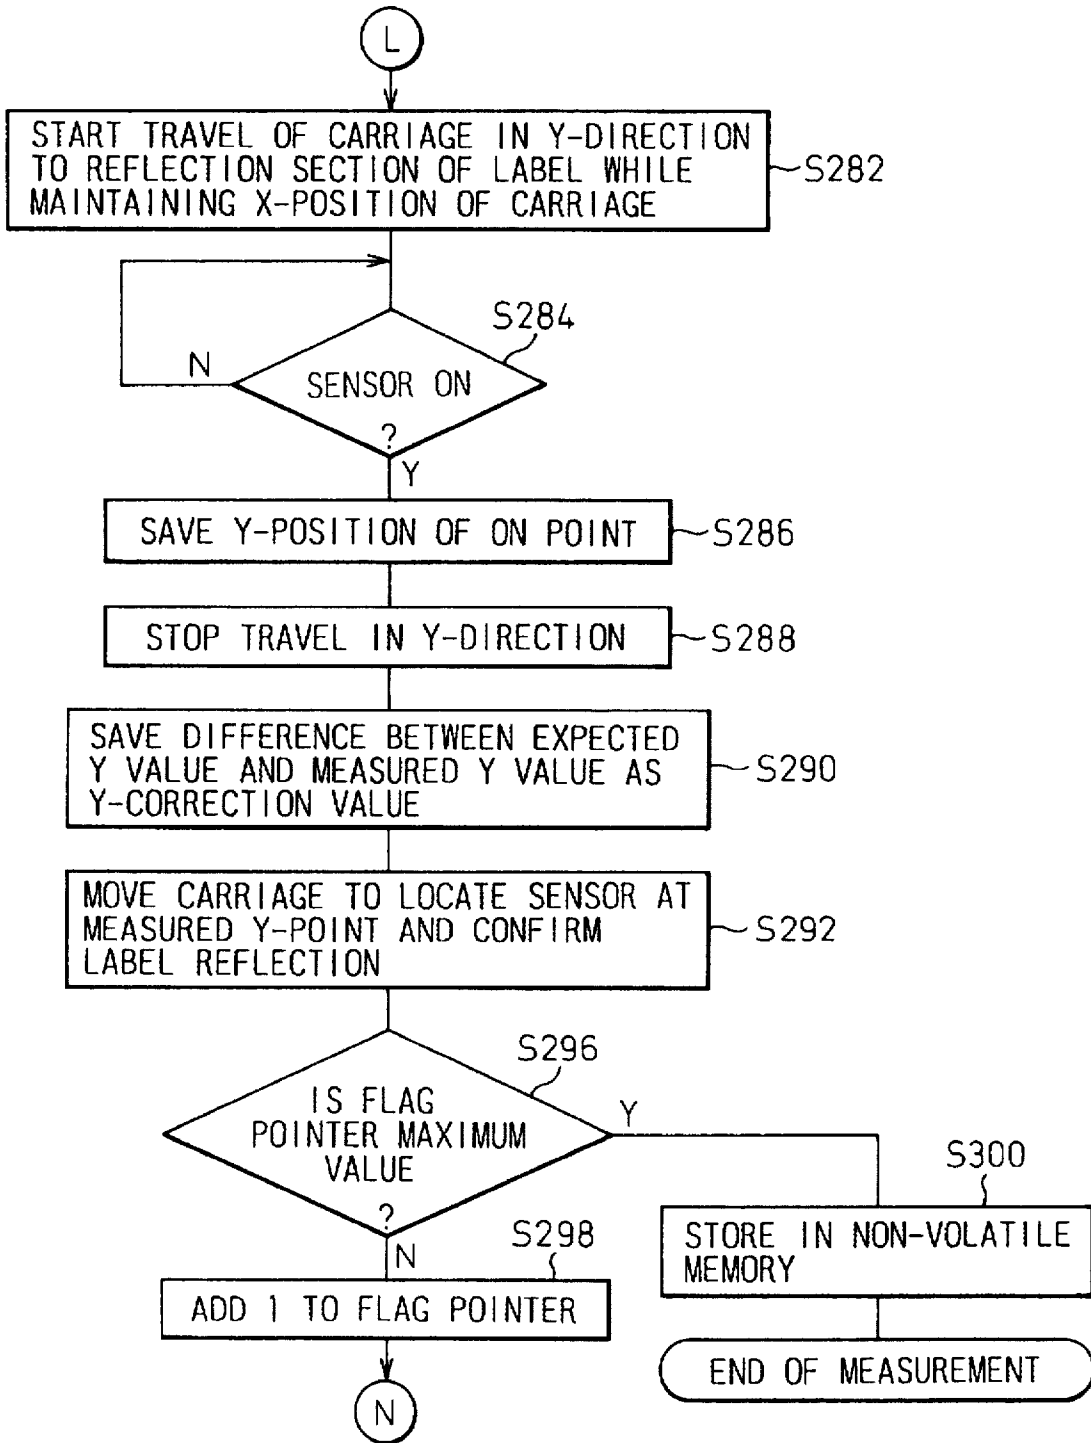 L
START TRAVEL OF CARRIAGE IN Y-DIRECTION
TO REFLECTION SECTION OF LABEL WHILE
MAINTAINING X-POSITION OF CARRIAGE
S282
S284
N
SENSOR ON
?
Y
SAVE Y-POSITION OF ON POINT
S286
STOP TRAVEL IN Y-DIRECTION
S288
SAVE DIFFERENCE BETWEEN EXPECTED
Y VALUE AND MEASURED Y VALUE AS
Y-CORRECTION VALUE
S290
MOVE CARRIAGE TO LOCATE SENSOR AT
MEASURED Y-POINT AND CONFIRM
LABEL REFLECTION
S292
S296
IS FLAG
POINTER MAXIMUM
VALUE
?
Y
N
S298
ADD 1 TO FLAG POINTER
N
S300
STORE IN NON-VOLATILE
MEMORY
END OF MEASUREMENT